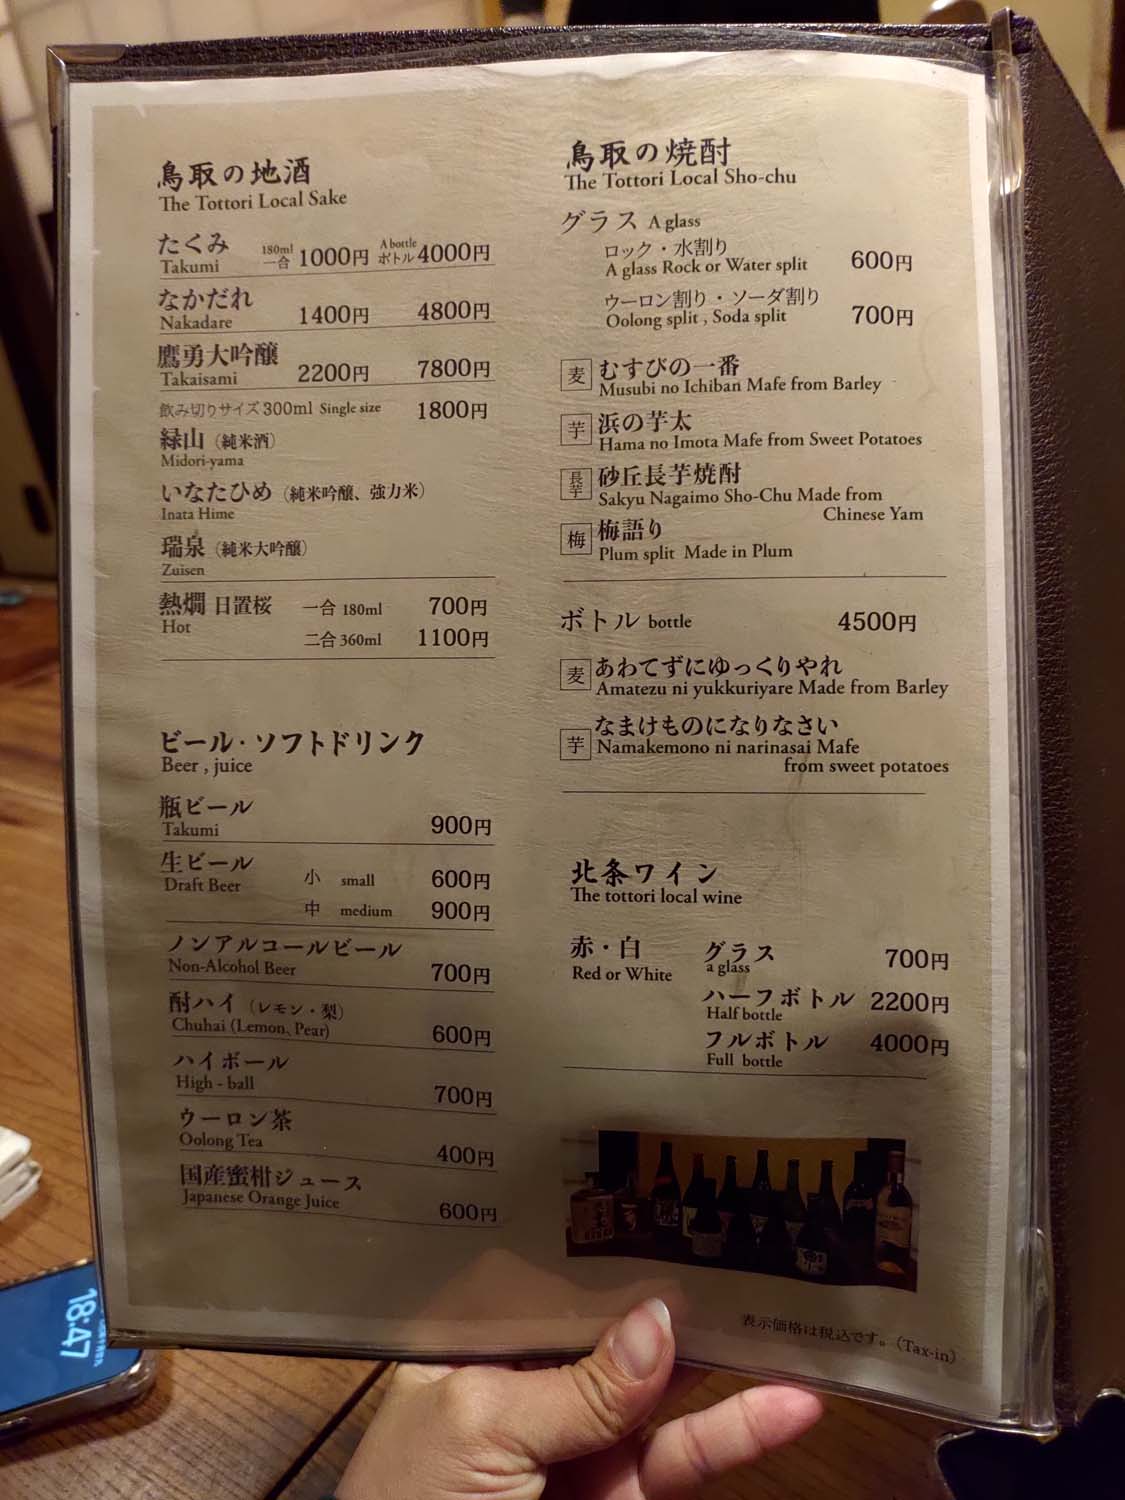 鳥取の地酒
The Tottori Local Sake
たくみ 180ml 一合 1000円 A bottle ボトル 4000円
Takumi
なかだれ 1400円 4800円
Nakadare
鷹勇大吟醸 2200円 7800円
Takaisami
飲み切りサイズ300ml Single size 1800円
緑山（純米酒）
Midori-yama
いなたひめ（純米吟醸、強力米）
Inata Hime
瑞泉（純米大吟醸）
Zuisen
熱燗 日置桜 一合 180ml 700円
Hot
二合 360ml 1100円
ビール・ソフトドリンク
Beer , juice
瓶ビール
Takumi 900円
生ビール 小 small 600円
Draft Beer
中 medium 900円
ノンアルコールビール
Non-Alcohol Beer 700円
酎ハイ（レモン・梨）
Chuhai (Lemon、Pear) 600円
ハイボール
High - ball 700円
ウーロン茶
Oolong Tea 400円
国産蜜柑ジュース
Japanese Orange Juice 600円
鳥取の焼酎
The Tottori Local Sho-chu
グラス A glass
ロック・水割り
A glass Rock or Water split 600円
ウーロン割り・ソーダ割り
Oolong split , Soda split 700円
麦 むすびの一番
Musubi no Ichiban Mafe from Barley
芋 浜の芋太
Hama no Imota Mafe from Sweet Potatoes
長芋 砂丘長芋焼酎
Sakyu Nagaimo Sho-Chu Made from
Chinese Yam
梅 梅語り
Plum split Made in Plum
ボトル bottle 4500円
麦 あわてずにゆっくりやれ
Amatezu ni yukkuriyare Made from Barley
芋 なまけものになりなさい
Namakemono ni narinasai Mafe
from sweet potatoes
北条ワイン
The tottori local wine
赤・白 グラス 700円
Red or White a glass
ハーフボトル 2200円
Half bottle
フルボトル 4000円
Full bottle
表示価格は税込です。（Tax-in）
18:47